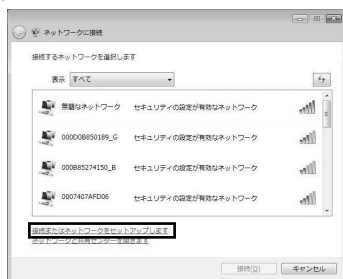 ネットワークに接続
接続するネットワークを選択します
表示 すべて
無題なネットワーク セキュリティの設定が有効なネットワーク
000D0B850189_G セキュリティの設定が有効なネットワーク
000B85274150_B セキュリティの設定が有効なネットワーク
0007407AFD06 セキュリティの設定が有効なネットワーク
接続またはネットワークをセットアップします
ネットワークと共有センターを開きます
接続(O) キャンセル